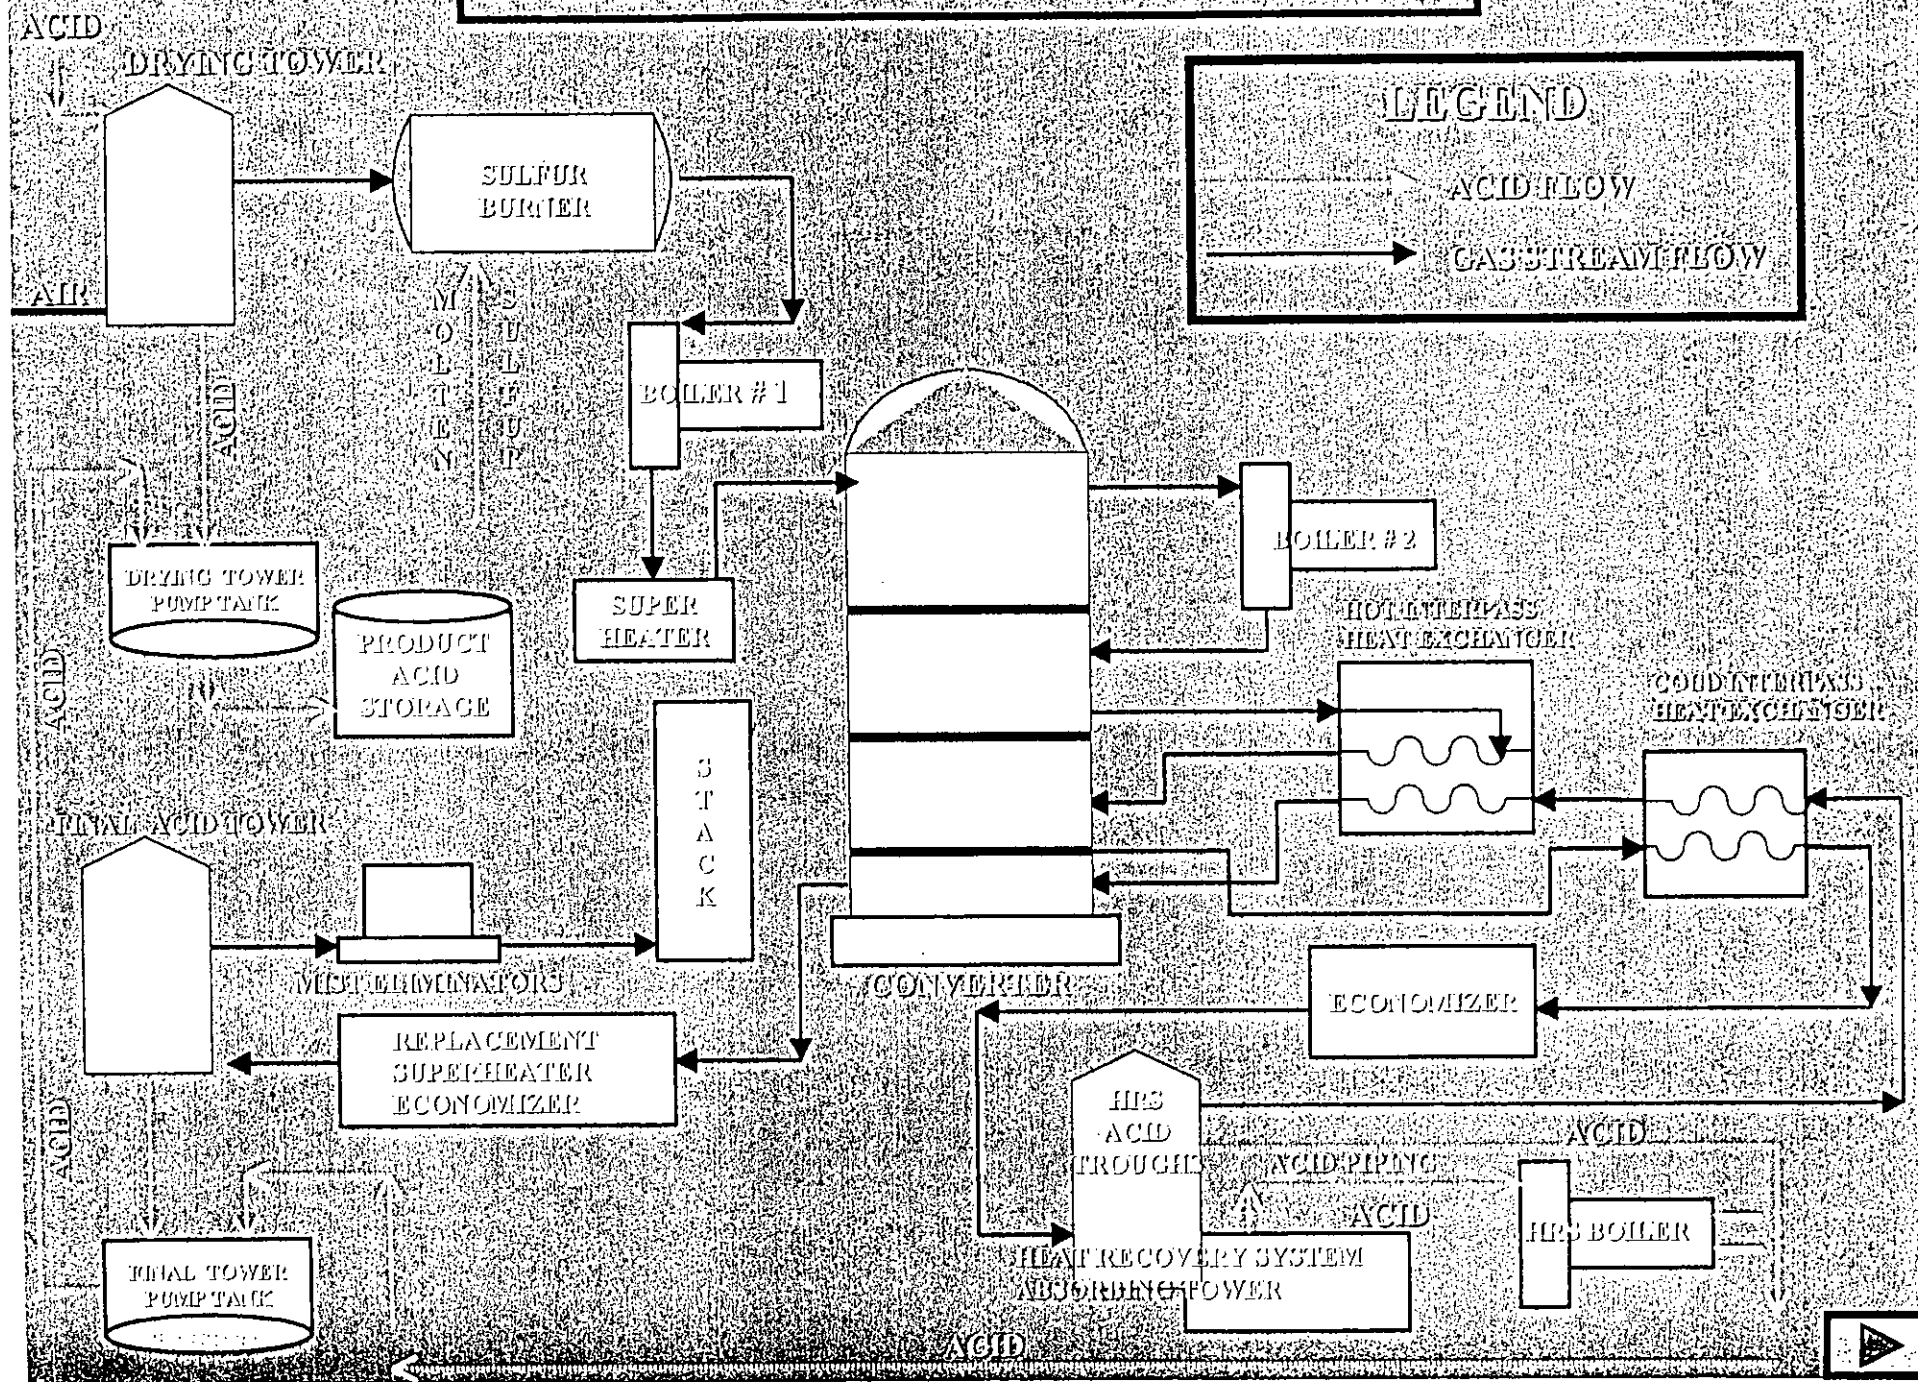 ACID
DRYING TOWER
LEGEND
ACID FLOW
GAS STREAM FLOW
SULFUR
BURNER
AIR
MOLTEN
SULFUR
ACID
BOILER # 1
BOILER # 2
DRYING TOWER
PUMP TANK
PRODUCT
ACID
STORAGE
SUPER
HEATER
HOT INTERPASS
HEAT EXCHANGER
COLD INTERPASS
HEAT EXCHANGER
ACID
STACK
FINAL ACID TOWER
MIST ELIMINATORS
CONVERTER
ECONOMIZER
REPLACEMENT
SUPERHEATER
ECONOMIZER
ACID
HRS
ACID
TROUGHS
ACID
ACID PIPING
ACID
HRS BOILER
HEAT RECOVERY SYSTEM
ABSORDING TOWER
FINAL TOWER
PUMP TANK
ACID